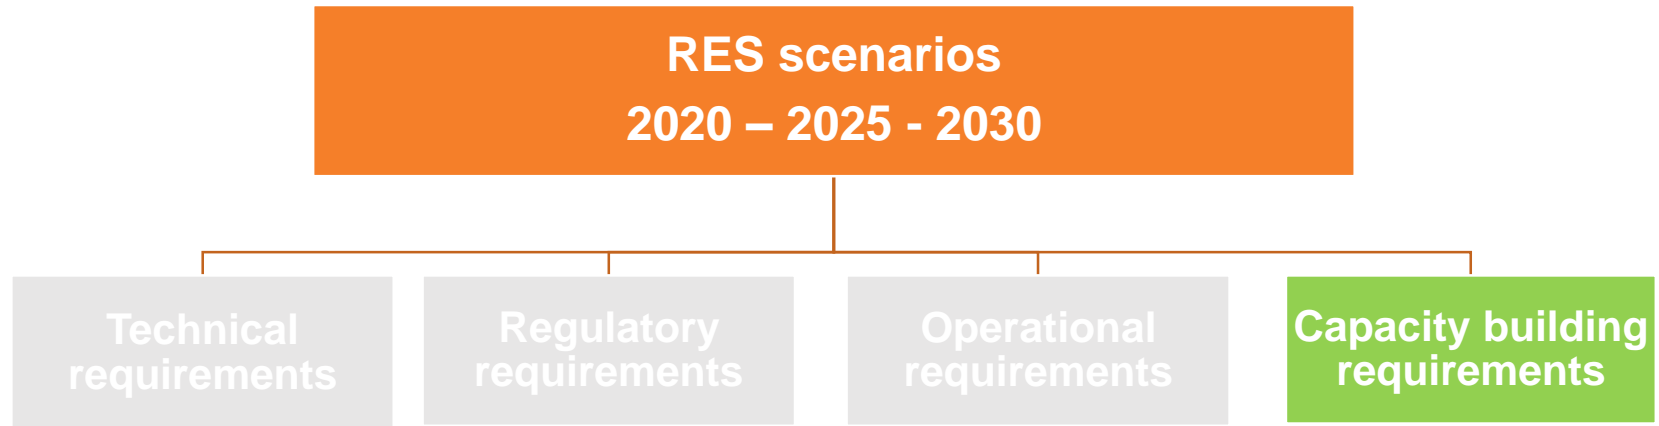 RES scenarios
2020 – 2025 - 2030
Technical
requirements
Regulatory
requirements
Operational
requirements
Capacity building
requirements